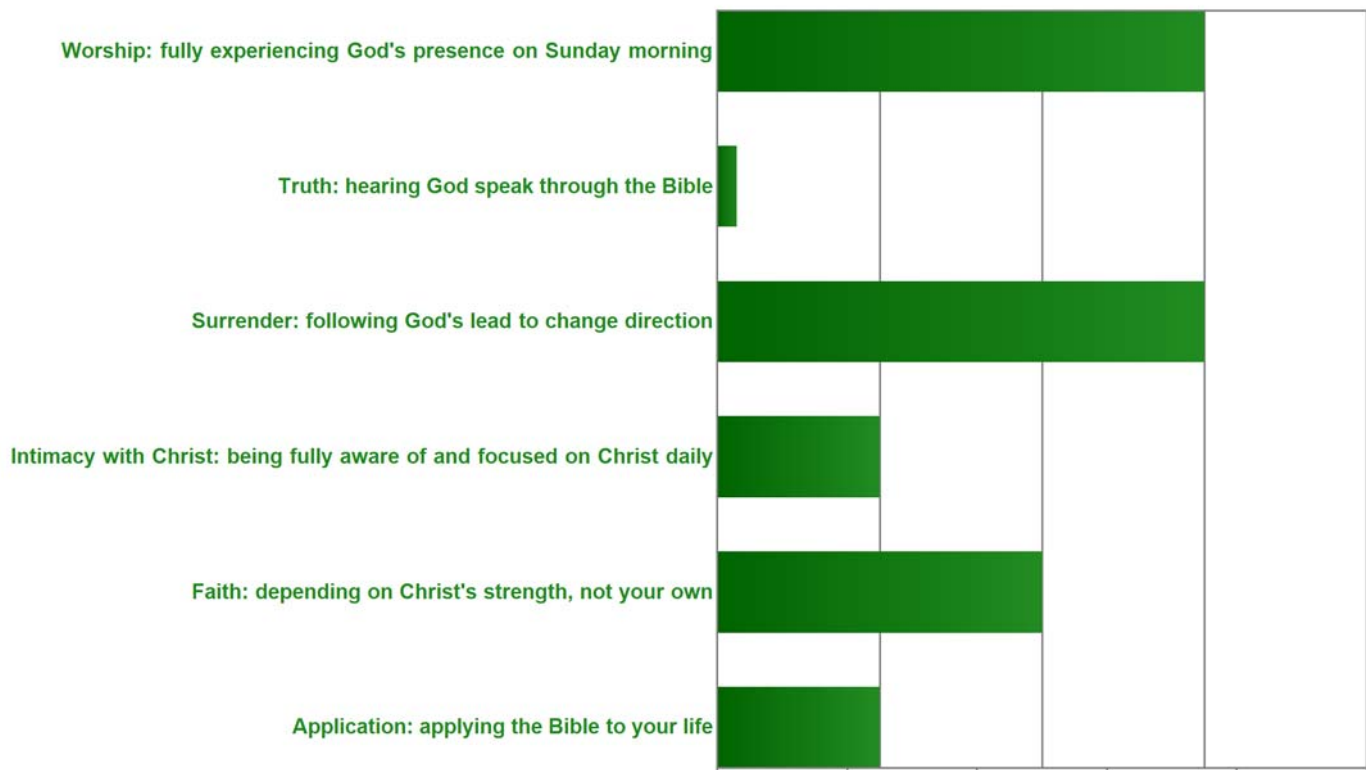 Worship: fully experiencing God's presence on Sunday morning
Truth: hearing God speak through the Bible
Surrender: following God's lead to change direction
Intimacy with Christ: being fully aware of and focused on Christ daily
Faith: depending on Christ's strength, not your own
Application: applying the Bible to your life